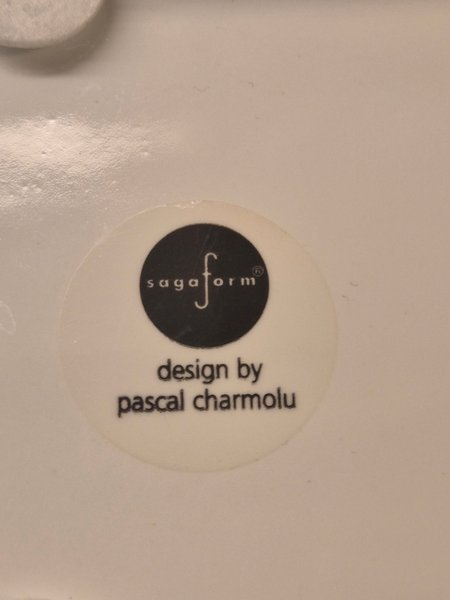 sagaform®
design by
pascal charmolu